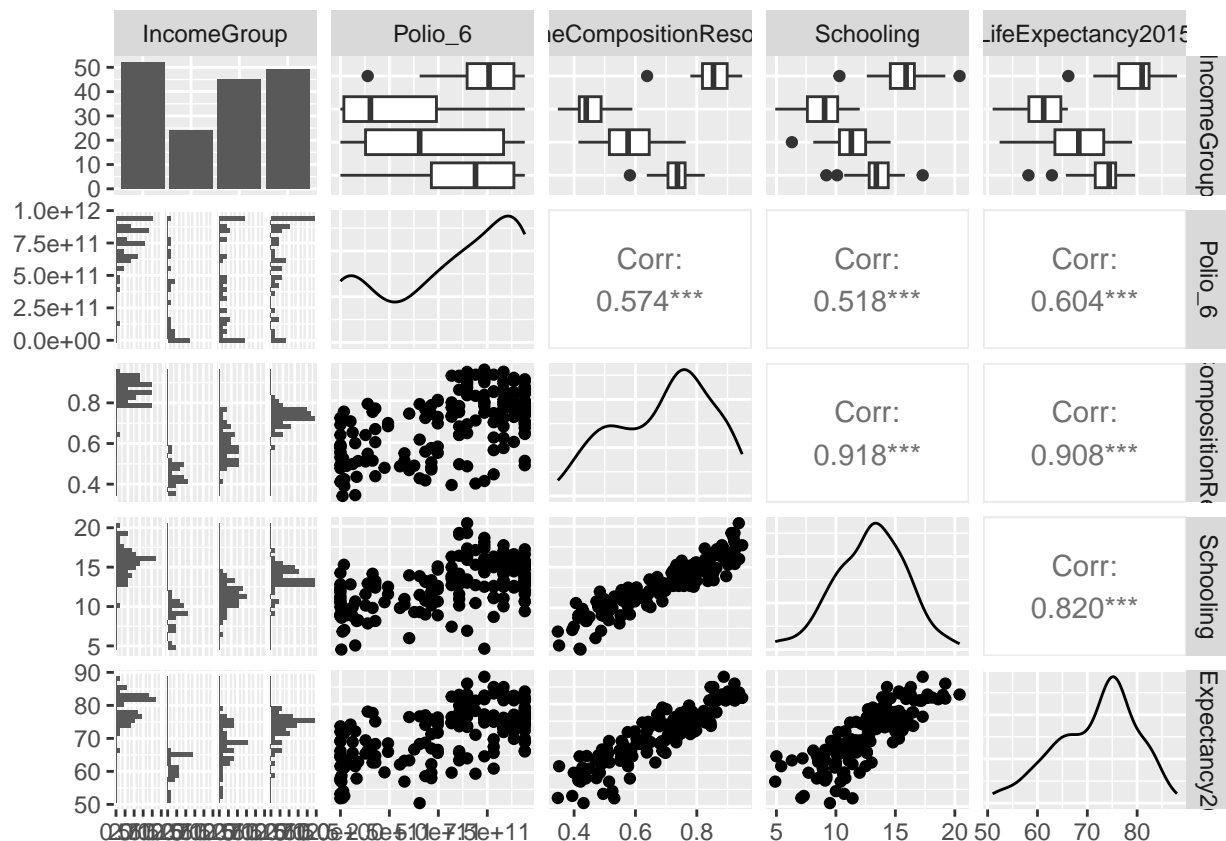 IncomeGroup
Polio_6
neCompositionReso
Schooling
LifeExpectancy2015
50
40
30
20
10
0
IncomeGroup
1.0e+12
7.5e+11
5.0e+11
2.5e+11
0.0e+00
Corr:
0.574***
Corr:
0.518***
Corr:
0.604***
Polio_6
0.8
0.6
0.4
Corr:
0.918***
Corr:
0.908***
ompositionRe
20
15
10
5
Corr:
0.820***
Schooling
90
80
70
60
50
Expectancy2
0.4
0.6
0.8
5
10
15
20
50
60
70
80